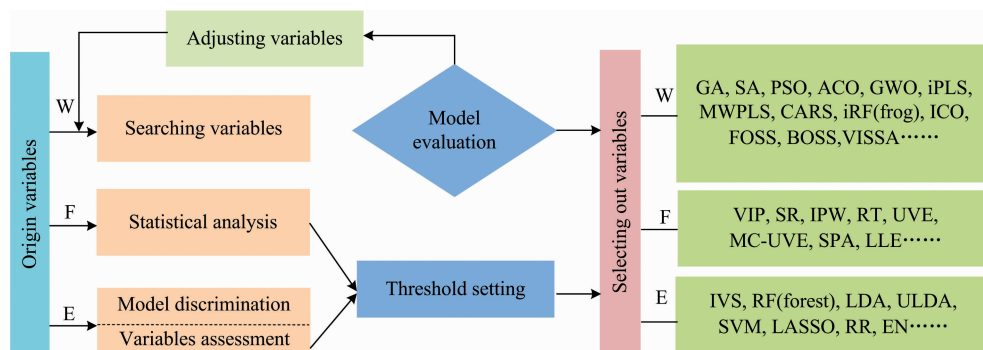 Adjusting variables
Origin variables
W
Searching variables
F
Statistical analysis
E
Model discrimination
Variables assessment
Model
evaluation
Threshold setting
Selecting out variables
W
GA, SA, PSO, ACO, GWO, iPLS,
MWPLS, CARS, iRF(frog), ICO,
FOSS, BOSS,VISSA⋯⋯
F
VIP, SR, IPW, RT, UVE,
MC-UVE, SPA, LLE⋯⋯
E
IVS, RF(forest), LDA, ULDA,
SVM, LASSO, RR, EN⋯⋯